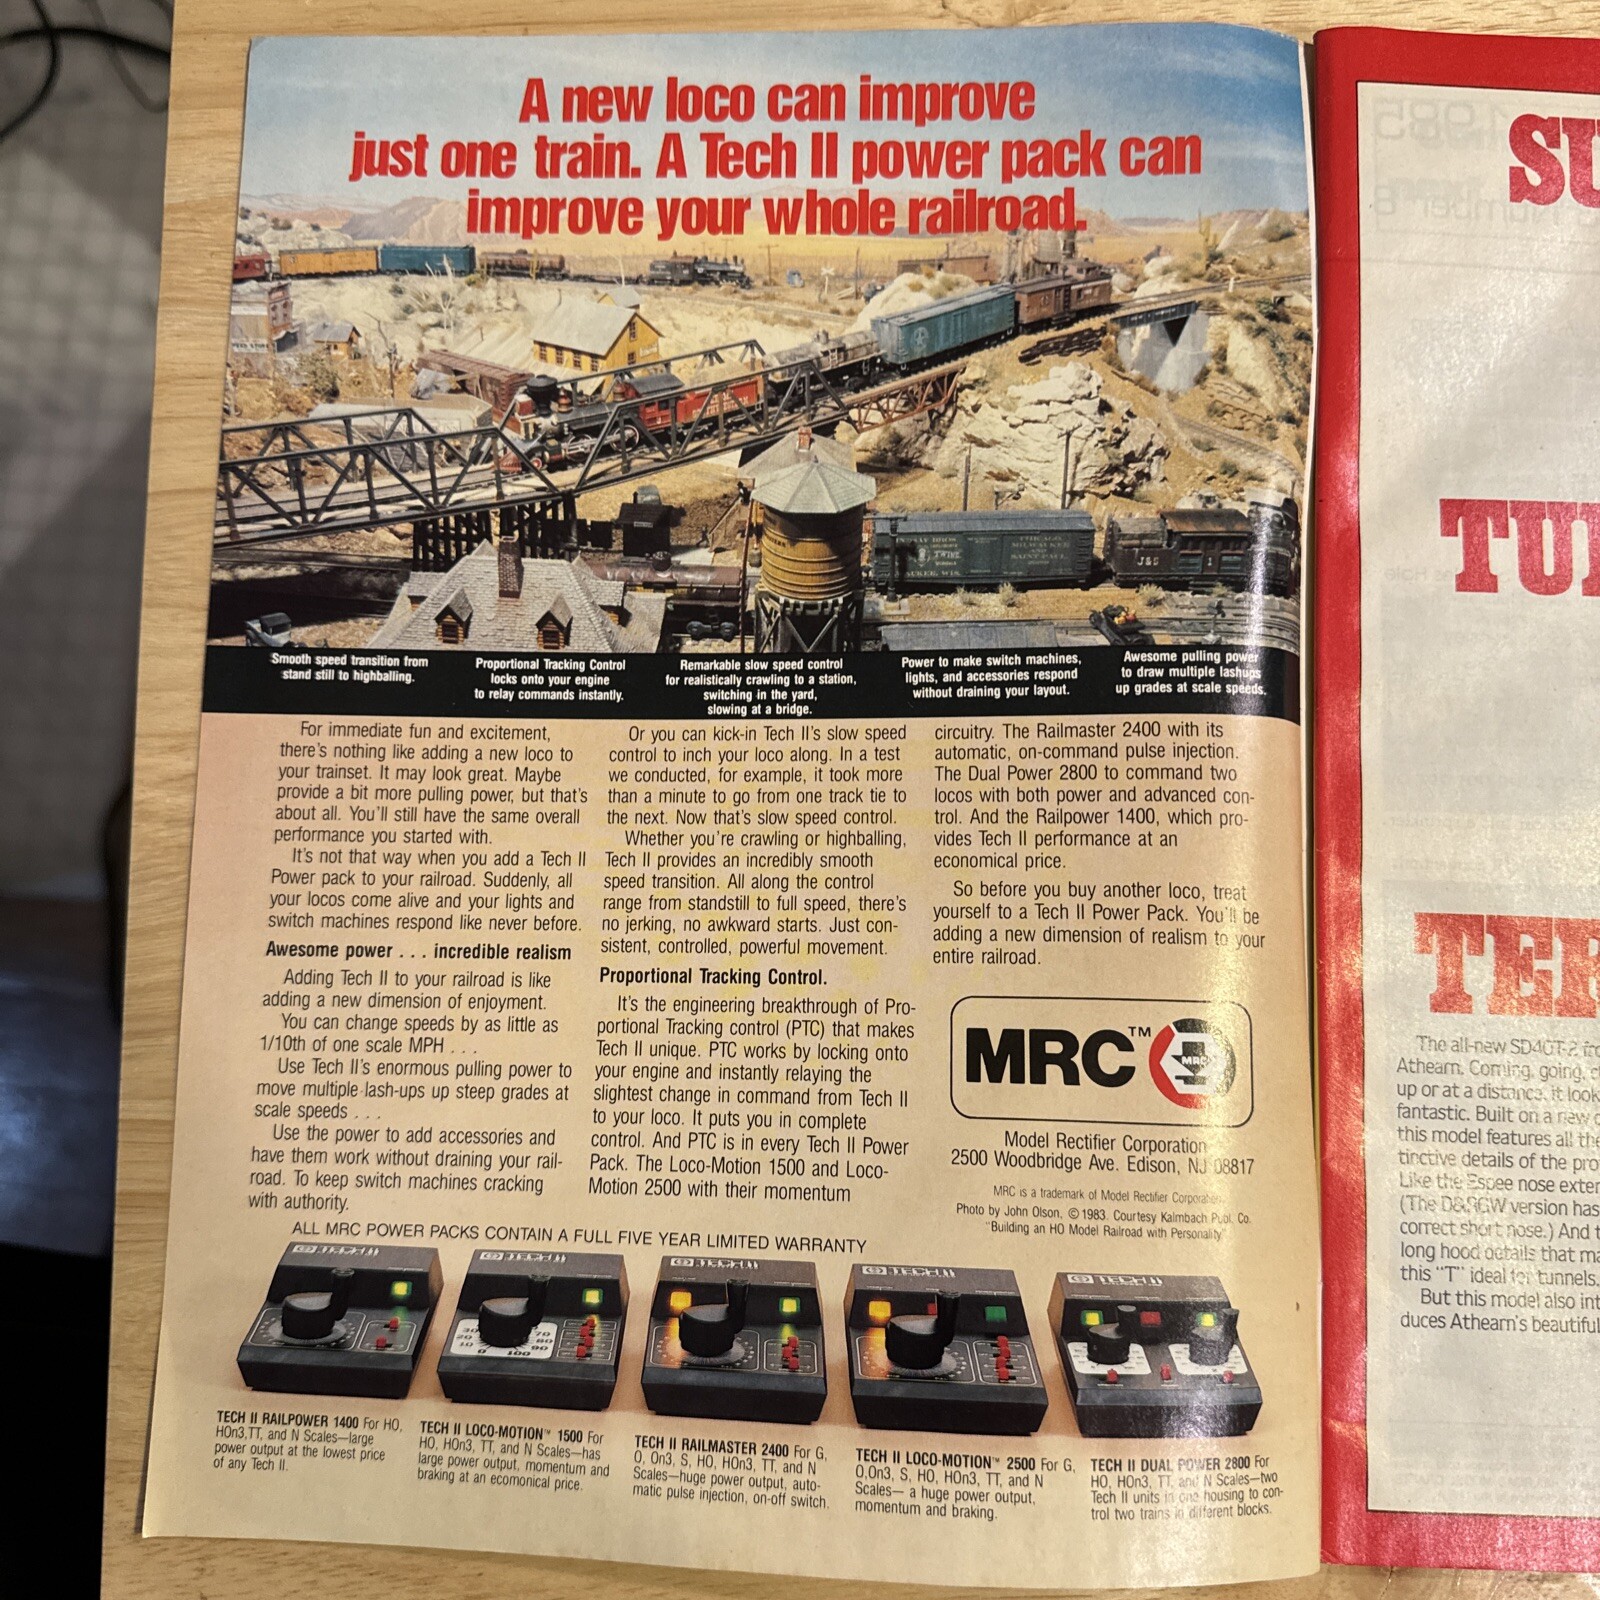 A new loco can improve
just one train. A Tech II power pack can
improve your whole railroad.
Smooth speed transition from
stand still to highballing.
Proportional Tracking Control
locks onto your engine
to relay commands instantly.
Remarkable slow speed control
for realistically crawling to a station,
switching in the yard,
slowing at a bridge.
Power to make switch machines,
lights, and accessories respond
without draining your layout.
Awesome pulling power
to draw multiple lashups
up grades at scale speeds.
For immediate fun and excitement,
there's nothing like adding a new loco to
your trainset. It may look great. Maybe
provide a bit more pulling power, but that's
about all. You'll still have the same overall
performance you started with.
It's not that way when you add a Tech II
Power pack to your railroad. Suddenly, all
your locos come alive and your lights and
switch machines respond like never before.
Awesome power . . . incredible realism
Adding Tech II to your railroad is like
adding a new dimension of enjoyment.
You can change speeds by as little as
1/10th of one scale MPH . . .
Use Tech II's enormous pulling power to
move multiple lash-ups up steep grades at
scale speeds . . .
Use the power to add accessories and
have them work without draining your rail-
road. To keep switch machines cracking
with authority.
Or you can kick-in Tech II's slow speed
control to inch your loco along. In a test
we conducted, for example, it took more
than a minute to go from one track tie to
the next. Now that's slow speed control.
Whether you're crawling or highballing,
Tech II provides an incredibly smooth
speed transition. All along the control
range from standstill to full speed, there's
no jerking, no awkward starts. Just con-
sistent, controlled, powerful movement.
Proportional Tracking Control.
It's the engineering breakthrough of Pro-
portional Tracking control (PTC) that makes
Tech II unique. PTC works by locking onto
your engine and instantly relaying the
slightest change in command from Tech II
to your loco. It puts you in complete
control. And PTC is in every Tech II Power
Pack. The Loco-Motion 1500 and Loco-
Motion 2500 with their momentum
circuitry. The Railmaster 2400 with its
automatic, on-command pulse injection.
The Dual Power 2800 to command two
locos with both power and advanced con-
trol. And the Railpower 1400, which pro-
vides Tech II performance at an
economical price.
So before you buy another loco, treat
yourself to a Tech II Power Pack. You'll be
adding a new dimension of realism to your
entire railroad.
MRC™ MRC
Model Rectifier Corporation
2500 Woodbridge Ave. Edison, NJ 08817
MRC is a trademark of Model Rectifier Corporation
Photo by John Olson, ©1983. Courtesy Kalmbach Publ. Co.
"Building an HO Model Railroad with Personality"
ALL MRC POWER PACKS CONTAIN A FULL FIVE YEAR LIMITED WARRANTY
TECH II
TECH II
TECH II
TECH II
TECH II
TECH II RAILPOWER 1400 For HO,
HOn3,TT, and N Scales—large
power output at the lowest price
of any Tech II.
TECH II LOCO-MOTION™ 1500 For
HO, HOn3, TT, and N Scales—has
large power output, momentum and
braking at an ecomonical price.
TECH II RAILMASTER 2400 For G,
O, On3, S, HO, HOn3, TT, and N
Scales—huge power output, auto-
matic pulse injection, on-off switch.
TECH II LOCO-MOTION™ 2500 For G,
O,On3, S, HO, HOn3, TT, and N
Scales— a huge power output,
momentum and braking.
TECH II DUAL POWER 2800 For
HO, HOn3, TT, and N Scales—two
Tech II units in one housing to con-
trol two trains in different blocks.
SU
TU
TE
The all-new SD40T-2
Athearn. Coming, going,
up or at a distance, it look
fantastic. Built on a new
this model features all the
tinctive details of the pro
Like the Espee nose exten
(The D&RGW version has
correct short nose.) And t
long hood details that ma
this "T" ideal for tunnels.
But this model also int
duces Athearn's beautiful